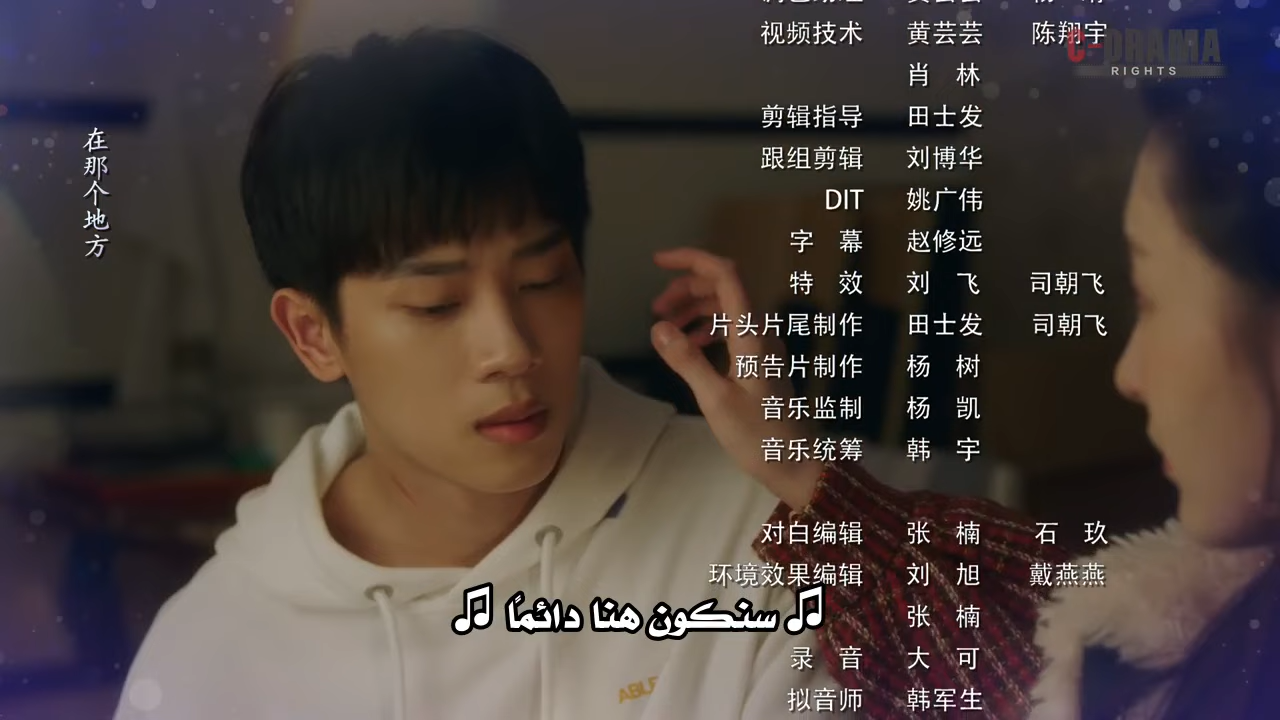 视频技术 黄芸芸 陈翔宇
C-DRAMA
RIGHTS
肖 林
剪辑指导 田士发
跟组剪辑 刘博华
DIT 姚广伟
字 幕 赵修远
特 效 刘 飞 司朝飞
片头片尾制作 田士发 司朝飞
预告片制作 杨 树
音乐监制 杨 凯
音乐统筹 韩 宇
对白编辑 张 楠 石 玖
环境效果编辑 刘 旭 戴燕燕
张 楠
录 音 大 可
拟音师 韩军生
在那个地方
♫ سنكون هنا دائمًا ♫